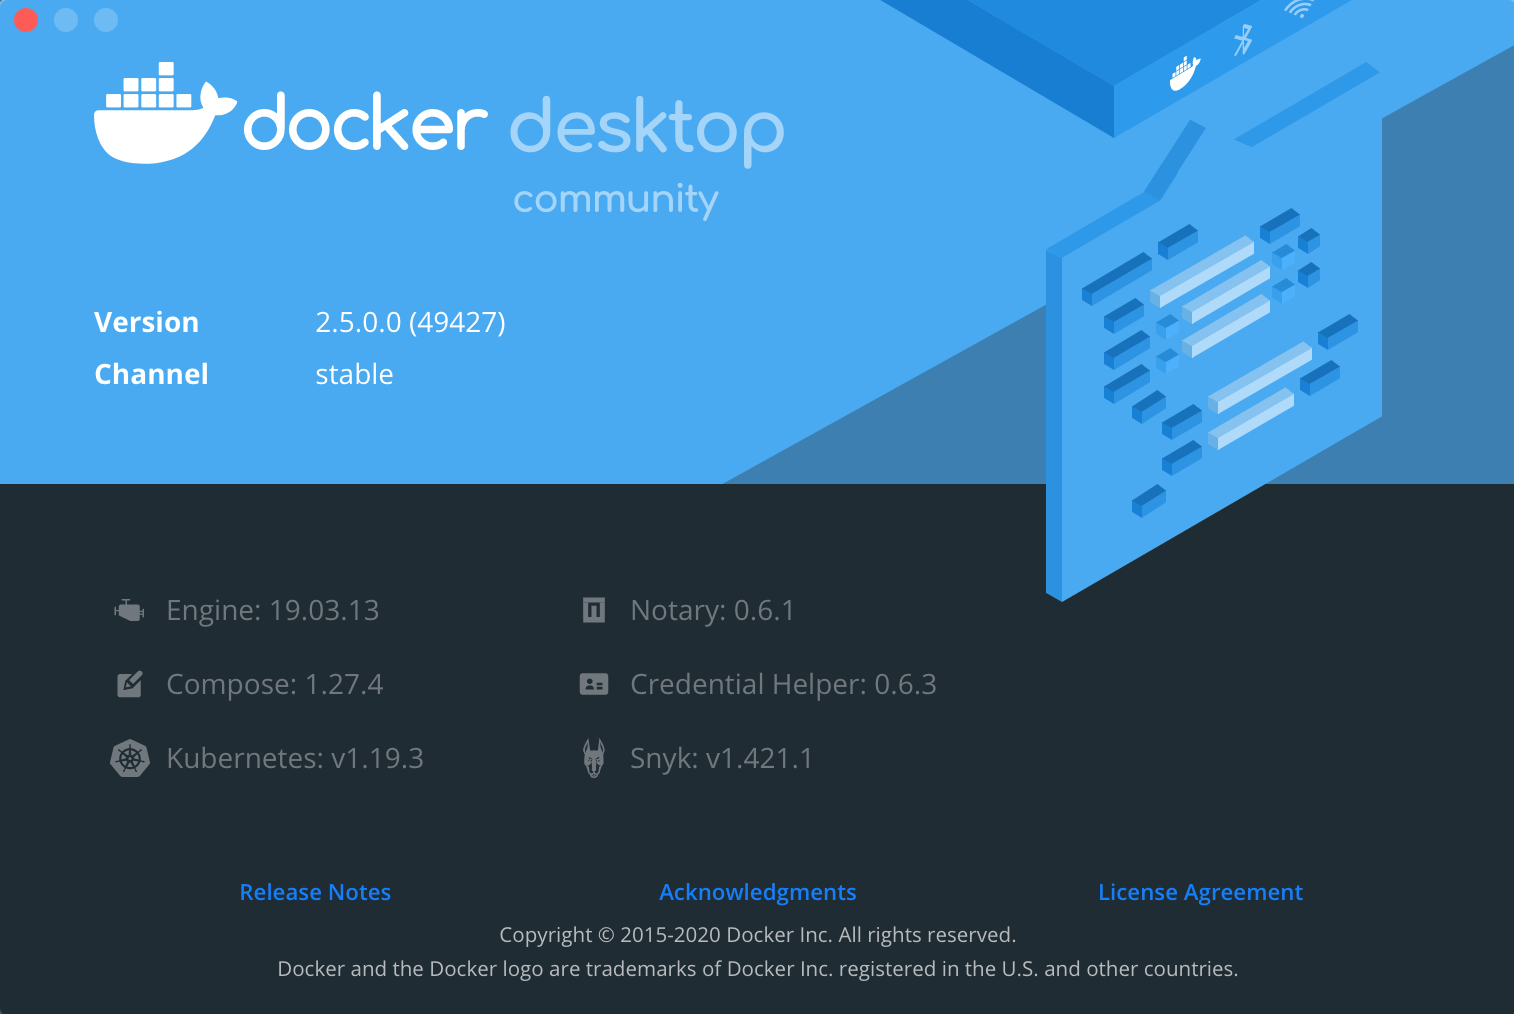 docker desktop
community
Version 2.5.0.0 (49427)
Channel stable
Engine: 19.03.13
Notary: 0.6.1
Compose: 1.27.4
Credential Helper: 0.6.3
Kubernetes: v1.19.3
Snyk: v1.421.1
Release Notes
Acknowledgments
License Agreement
Copyright © 2015-2020 Docker Inc. All rights reserved.
Docker and the Docker logo are trademarks of Docker Inc. registered in the U.S. and other countries.